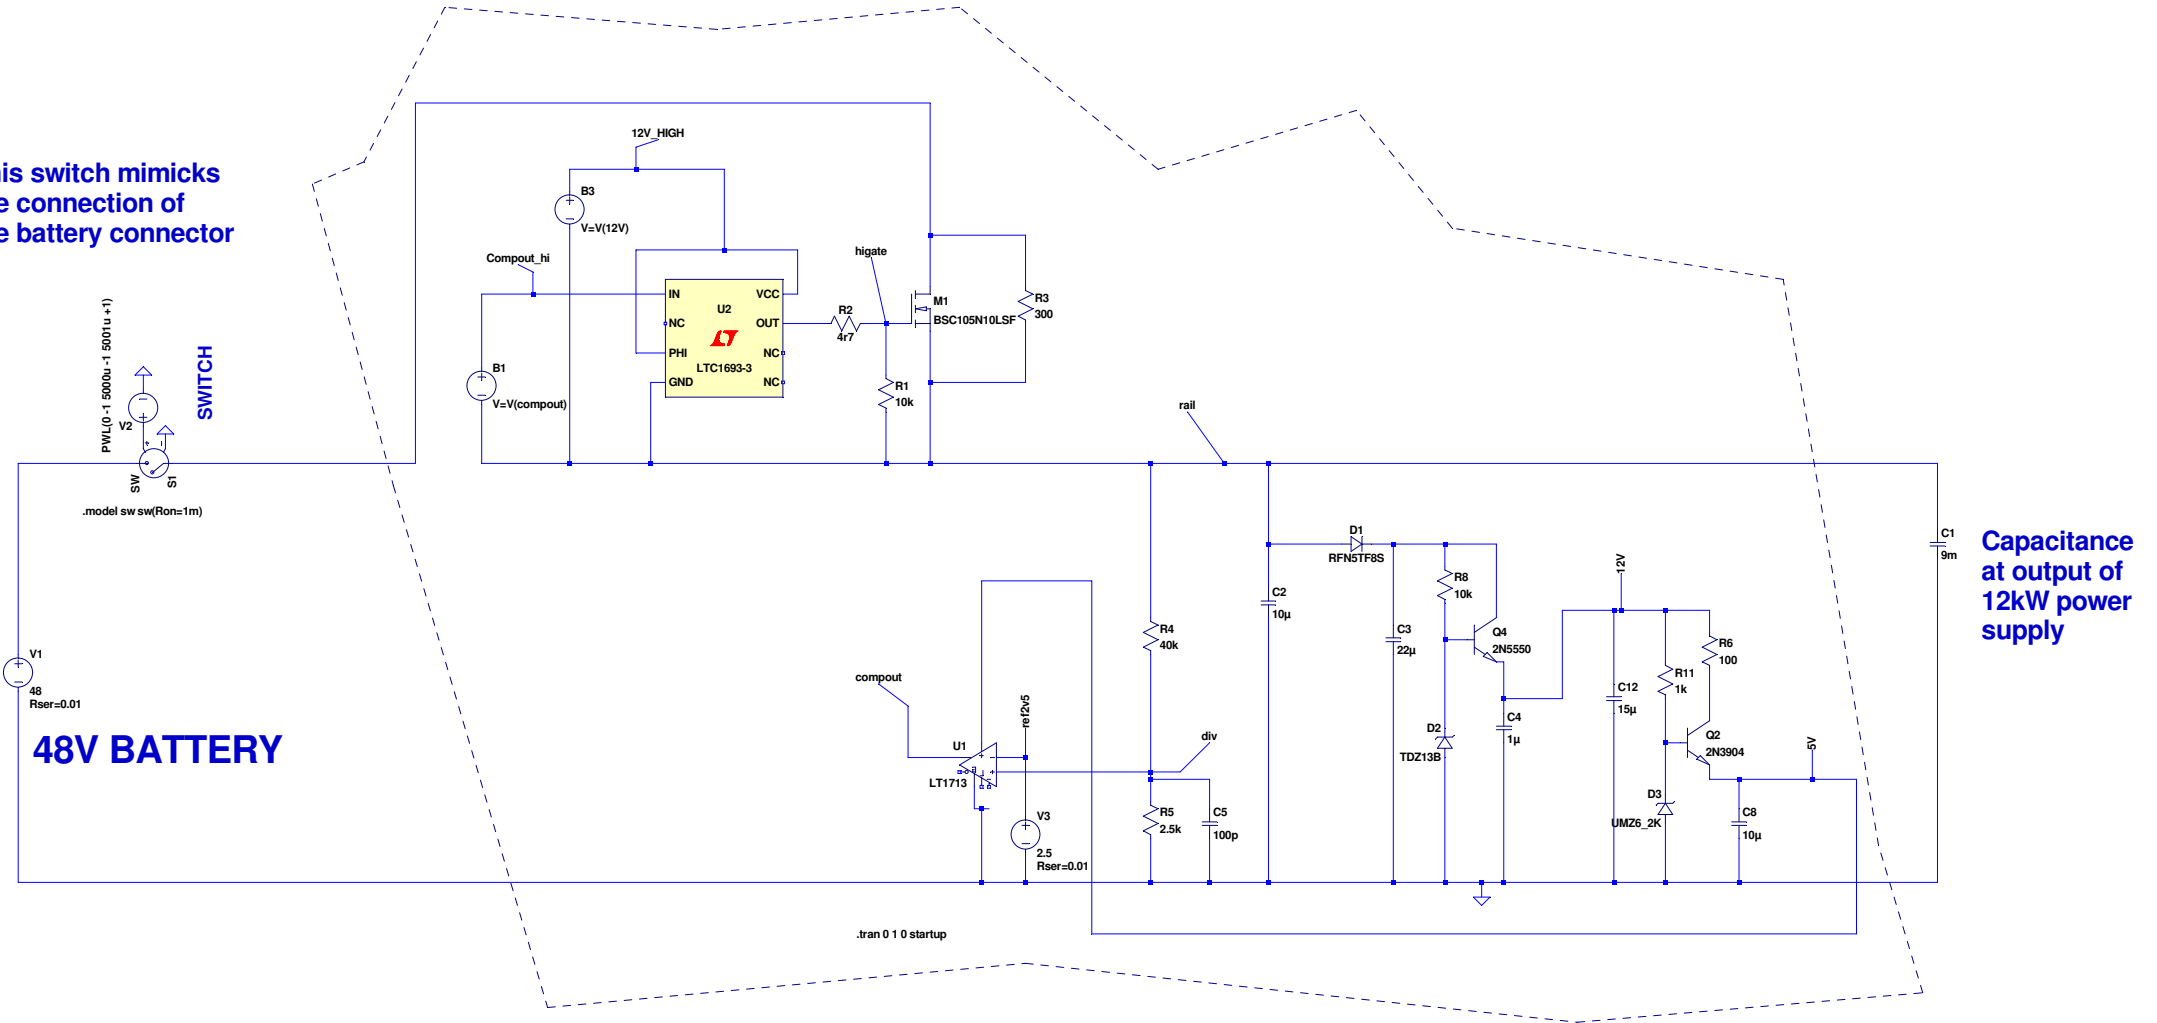 12V_HIGH
his switch mimicks
e connection of
e battery connector
B3
V=V(12V)
Compout_hi
higate
IN
VCC
U2
NC
OUT
PHI
NC
LTC1693-3
GND
NC
R2
4r7
M1
BSC105N10LSF
R3
300
B1
V=V(compout)
R1
10k
PWL(0 -1 5000u -1 5001u +1)
V2
SWITCH
SW
S1
.model sw sw(Ron=1m)
rail
D1
RFN5TF8S
C1
9m
Capacitance
at output of
12kW power
supply
R8
10k
12V
C2
10µ
R4
40k
C3
22µ
Q4
2N5550
R6
100
R11
1k
C12
15µ
V1
48
Rser=0.01
48V BATTERY
compout
ref2v5
div
U1
LT1713
D2
TDZ13B
C4
1µ
Q2
2N3904
5V
V3
2.5
Rser=0.01
R5
2.5k
C5
100p
D3
UMZ6_2K
C8
10µ
.tran 0 1 0 startup